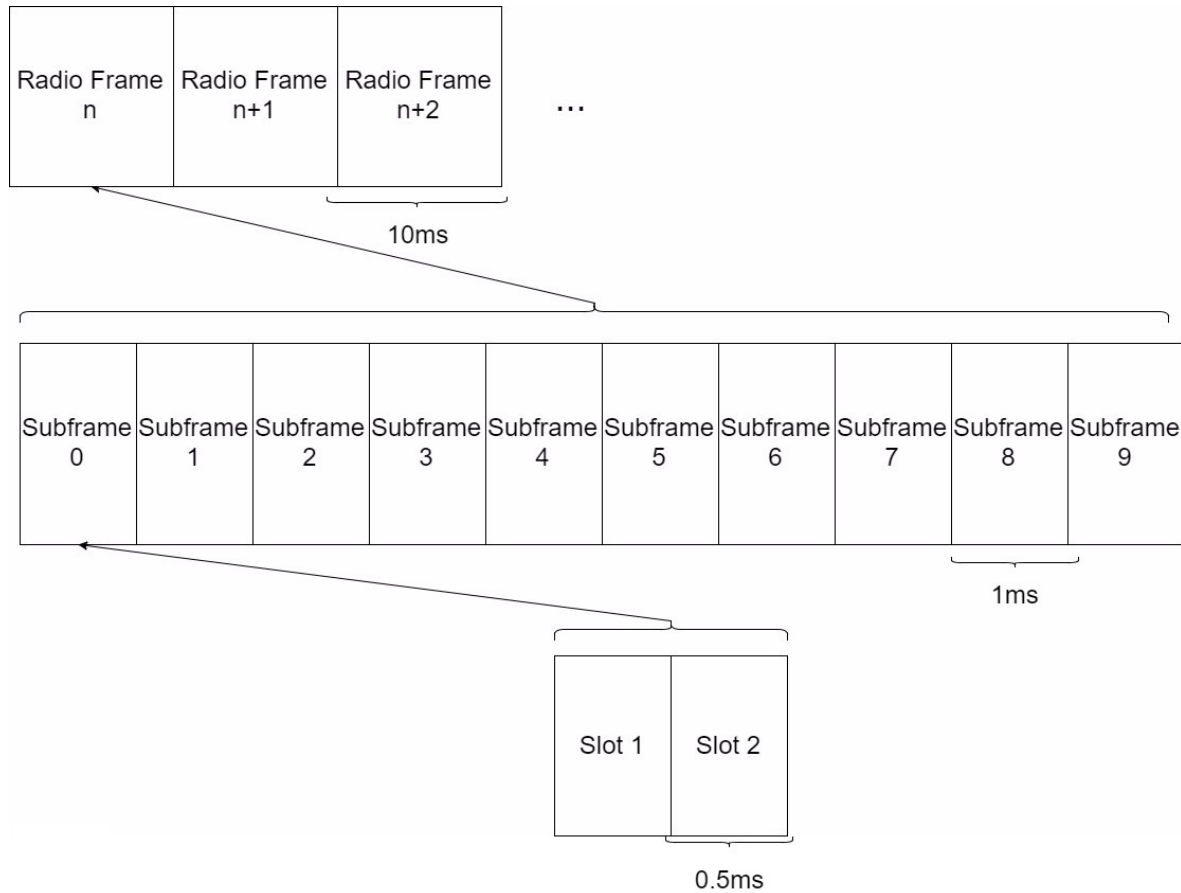 Radio Frame
n
Radio Frame
n+1
Radio Frame
n+2
...
10ms
Subframe
0
Subframe
1
Subframe
2
Subframe
3
Subframe
4
Subframe
5
Subframe
6
Subframe
7
Subframe
8
Subframe
9
1ms
Slot 1
Slot 2
0.5ms